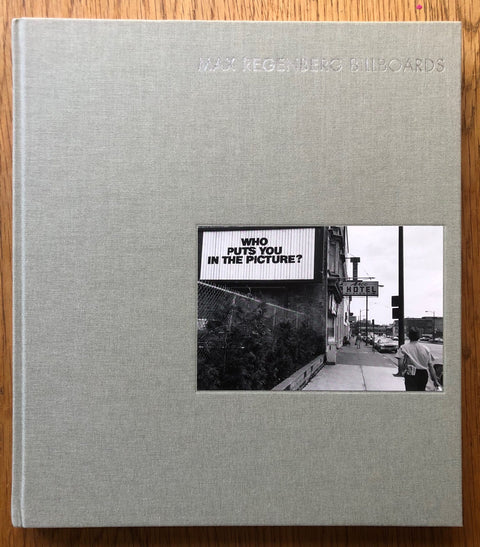 MAX REGENBERG BILLBOARDS
WHO
PUTS YOU
IN THE PICTURE?
HOTEL